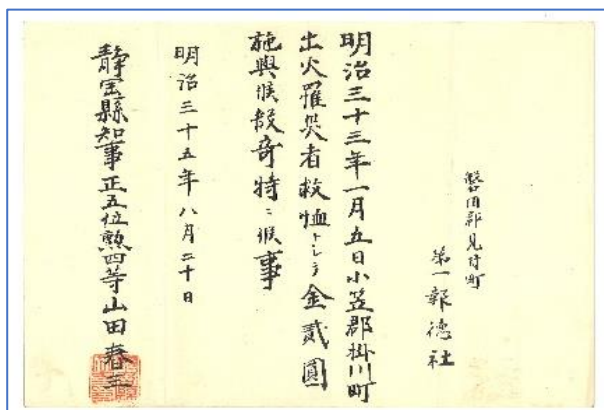 磐田郡見付町
第一報徳社
明治三十三年一月五日小笠郡掛川町
出火罹災者救恤トシテ金貳圓
施與候段奇特ニ候事
明治三十五年八月二十日
静岡縣知事正五位勲四等山田春三